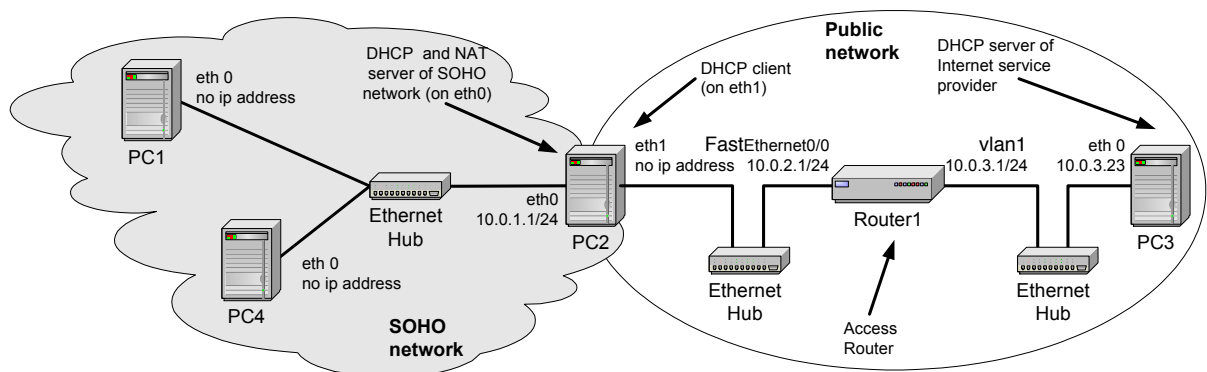 eth 0
no ip address
PC1
eth 0
no ip address
PC4
Ethernet
Hub
SOHO
network
DHCP and NAT
server of SOHO
network (on eth0)
eth0
10.0.1.1/24
PC2
Public
network
DHCP client
(on eth1)
eth1
no ip address
Ethernet
Hub
FastEthernet0/0
10.0.2.1/24
Router1
Access
Router
vlan1
10.0.3.1/24
Ethernet
Hub
DHCP server of
Internet service
provider
eth 0
10.0.3.23
PC3